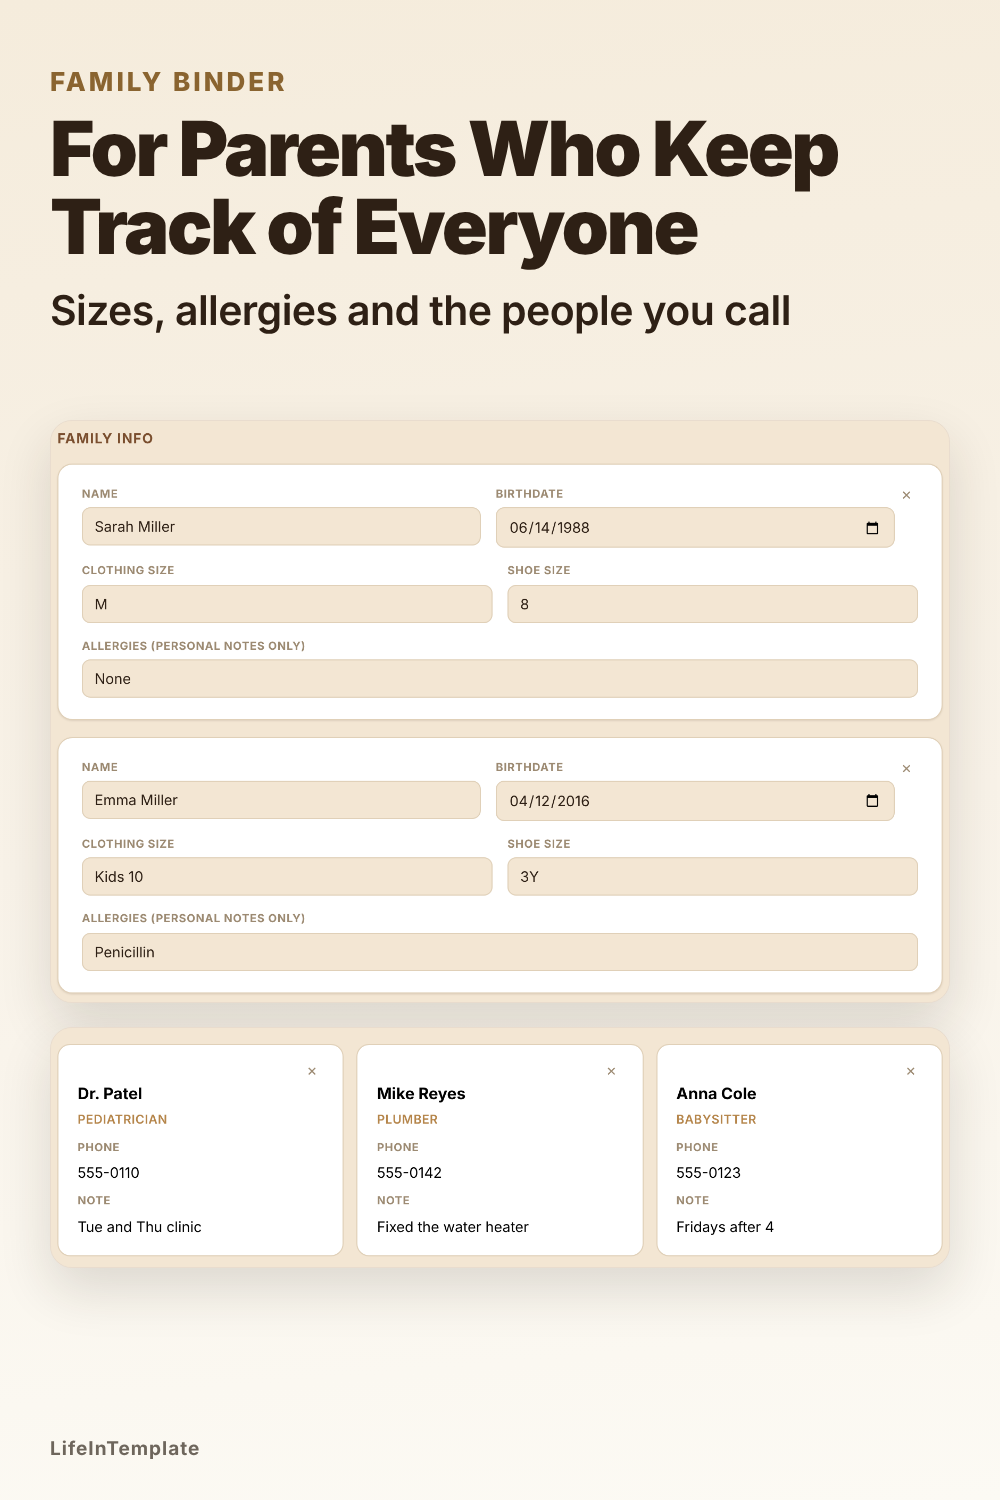 FAMILY BINDER
For Parents Who Keep
Track of Everyone
Sizes, allergies and the people you call
FAMILY INFO
NAME BIRTHDATE ×
Sarah Miller 06/14/1988
CLOTHING SIZE SHOE SIZE
M 8
ALLERGIES (PERSONAL NOTES ONLY)
None
NAME BIRTHDATE ×
Emma Miller 04/12/2016
CLOTHING SIZE SHOE SIZE
Kids 10 3Y
ALLERGIES (PERSONAL NOTES ONLY)
Penicillin
×
Dr. Patel
PEDIATRICIAN
PHONE
555-0110
NOTE
Tue and Thu clinic
×
Mike Reyes
PLUMBER
PHONE
555-0142
NOTE
Fixed the water heater
×
Anna Cole
BABYSITTER
PHONE
555-0123
NOTE
Fridays after 4
LifeInTemplate